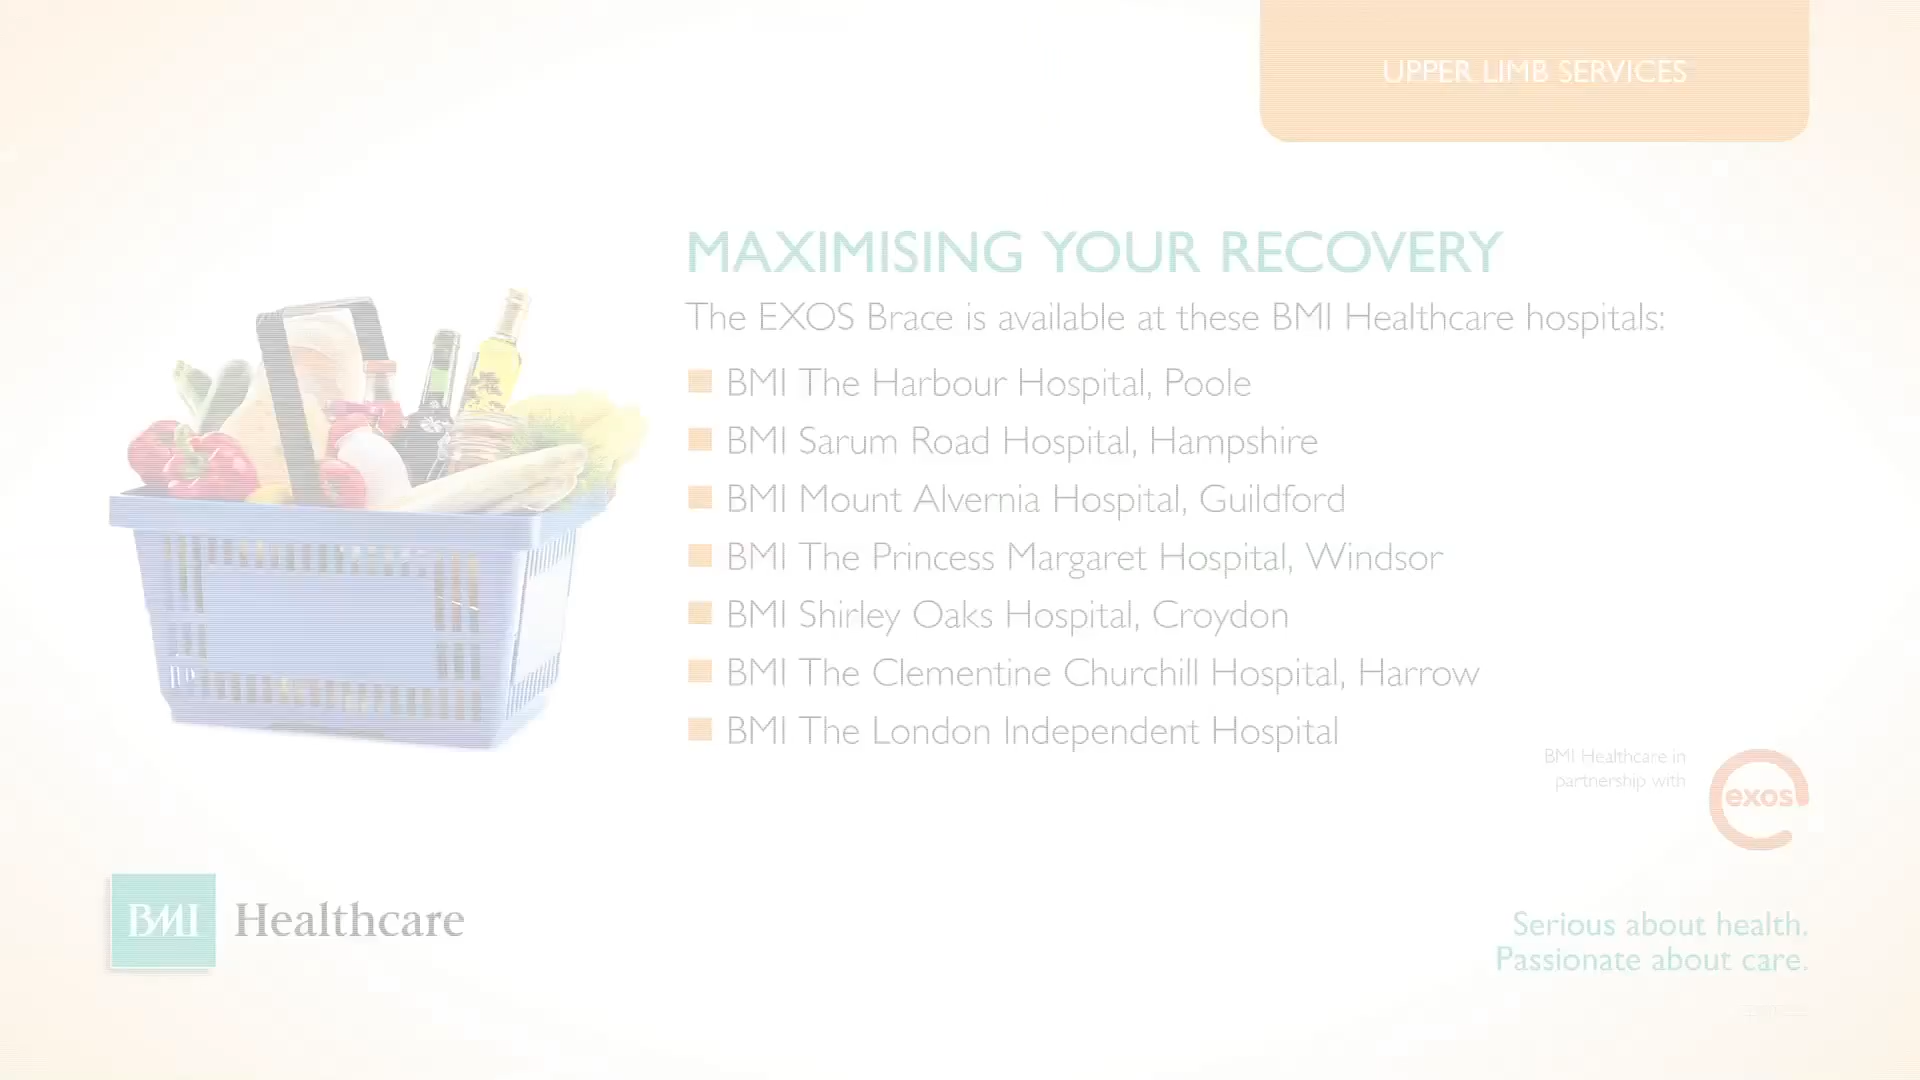 UPPER LIMB SERVICES
MAXIMISING YOUR RECOVERY
The EXOS Brace is available at these BMI Healthcare hospitals:
BMI The Harbour Hospital, Poole
BMI Sarum Road Hospital, Hampshire
BMI Mount Alvernia Hospital, Guildford
BMI The Princess Margaret Hospital, Windsor
BMI Shirley Oaks Hospital, Croydon
BMI The Clementine Churchill Hospital, Harrow
BMI The London Independent Hospital
BMI Healthcare in
partnership with
exos
BMI Healthcare
Serious about health.
Passionate about care.